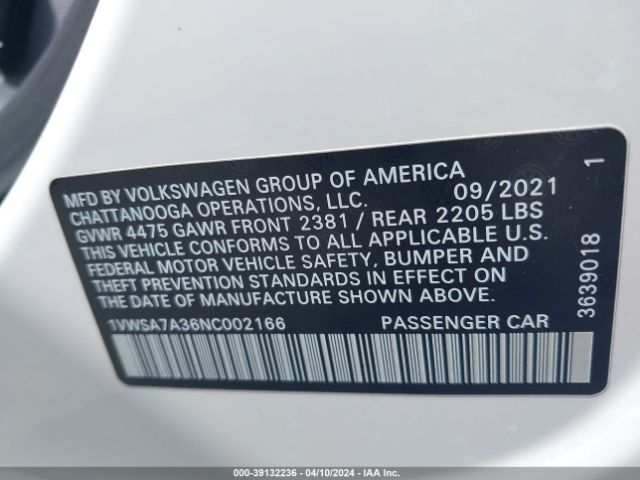 MFD BY VOLKSWAGEN GROUP OF AMERICA
CHATTANOOGA OPERATIONS, LLC. 09/2021
GVWR 4475 GAWR FRONT 2381 / REAR 2205 LBS
THIS VEHICLE CONFORMS TO ALL APPLICABLE U.S.
FEDERAL MOTOR VEHICLE SAFETY, BUMPER AND
THEFT PREVENTION STANDARDS IN EFFECT ON
THE DATE OF MANUFACTURE SHOWN ABOVE.
1VWSA7A36NC002166 PASSENGER CAR
3639018 1
000-39132236 - 04/10/2024 - IAA Inc.